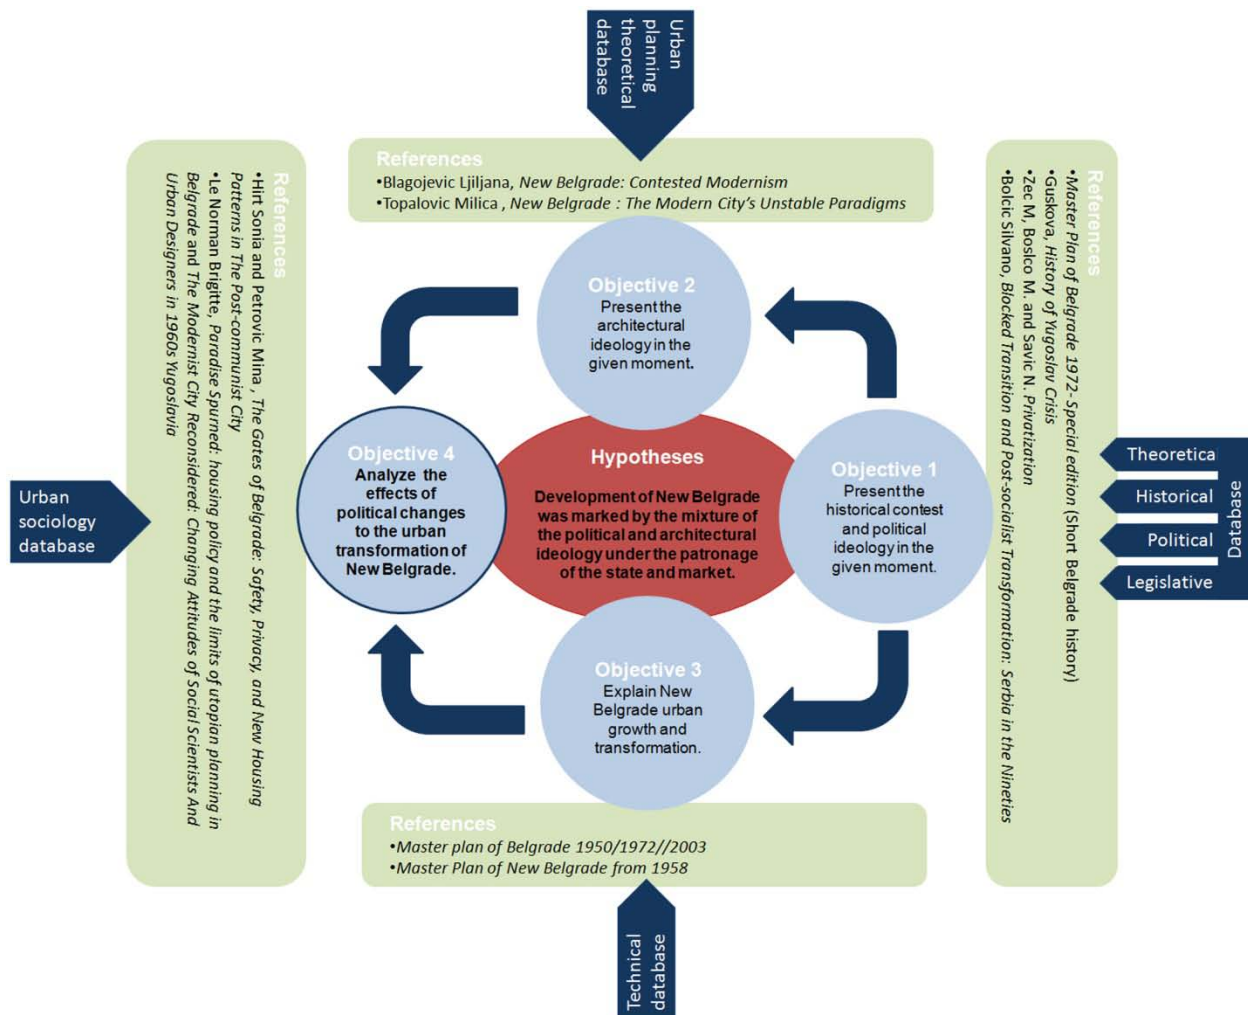 Urban
planning
theoretical
database
References
•Blagojevic Ljiljana, New Belgrade: Contested Modernism
•Topalovic Milica , New Belgrade : The Modern City's Unstable Paradigms
References
•Hirt Sonia and Petrovic Mina , The Gates of Belgrade: Safety, Privacy, and New Housing
Patterns in The Post-communist City
•Le Norman Brigitte, Paradise Spurned: housing policy and the limits of utopian planning in
Belgrade and The Modernist City Reconsidered: Changing Attitudes of Social Scientists And
Urban Designers in 1960s Yugoslavia
Urban
sociology
database
Objective 2
Present the
architectural
ideology in the
given moment.
Objective 4
Analyze the
effects of
political changes
to the urban
transformation of
New Belgrade.
Hypotheses
Development of New Belgrade
was marked by the mixture of
the political and architectural
ideology under the patronage
of the state and market.
Objective 1
Present the
historical contest
and political
ideology in the
given moment.
Objective 3
Explain New
Belgrade urban
growth and
transformation.
References
•Master Plan of Belgrade 1972- Special edition (Short Belgrade history)
•Guskova, History of Yugoslav Crisis
•Zec M, Boslco M. and Savic N. Privatization
•Bolcic Silvano, Blocked Transition and Post-socialist Transformation: Serbia in the Nineties
Theoretica
Historical
Political
Legislative
Database
References
•Master plan of Belgrade 1950/1972//2003
•Master Plan of New Belgrade from 1958
Technical
database